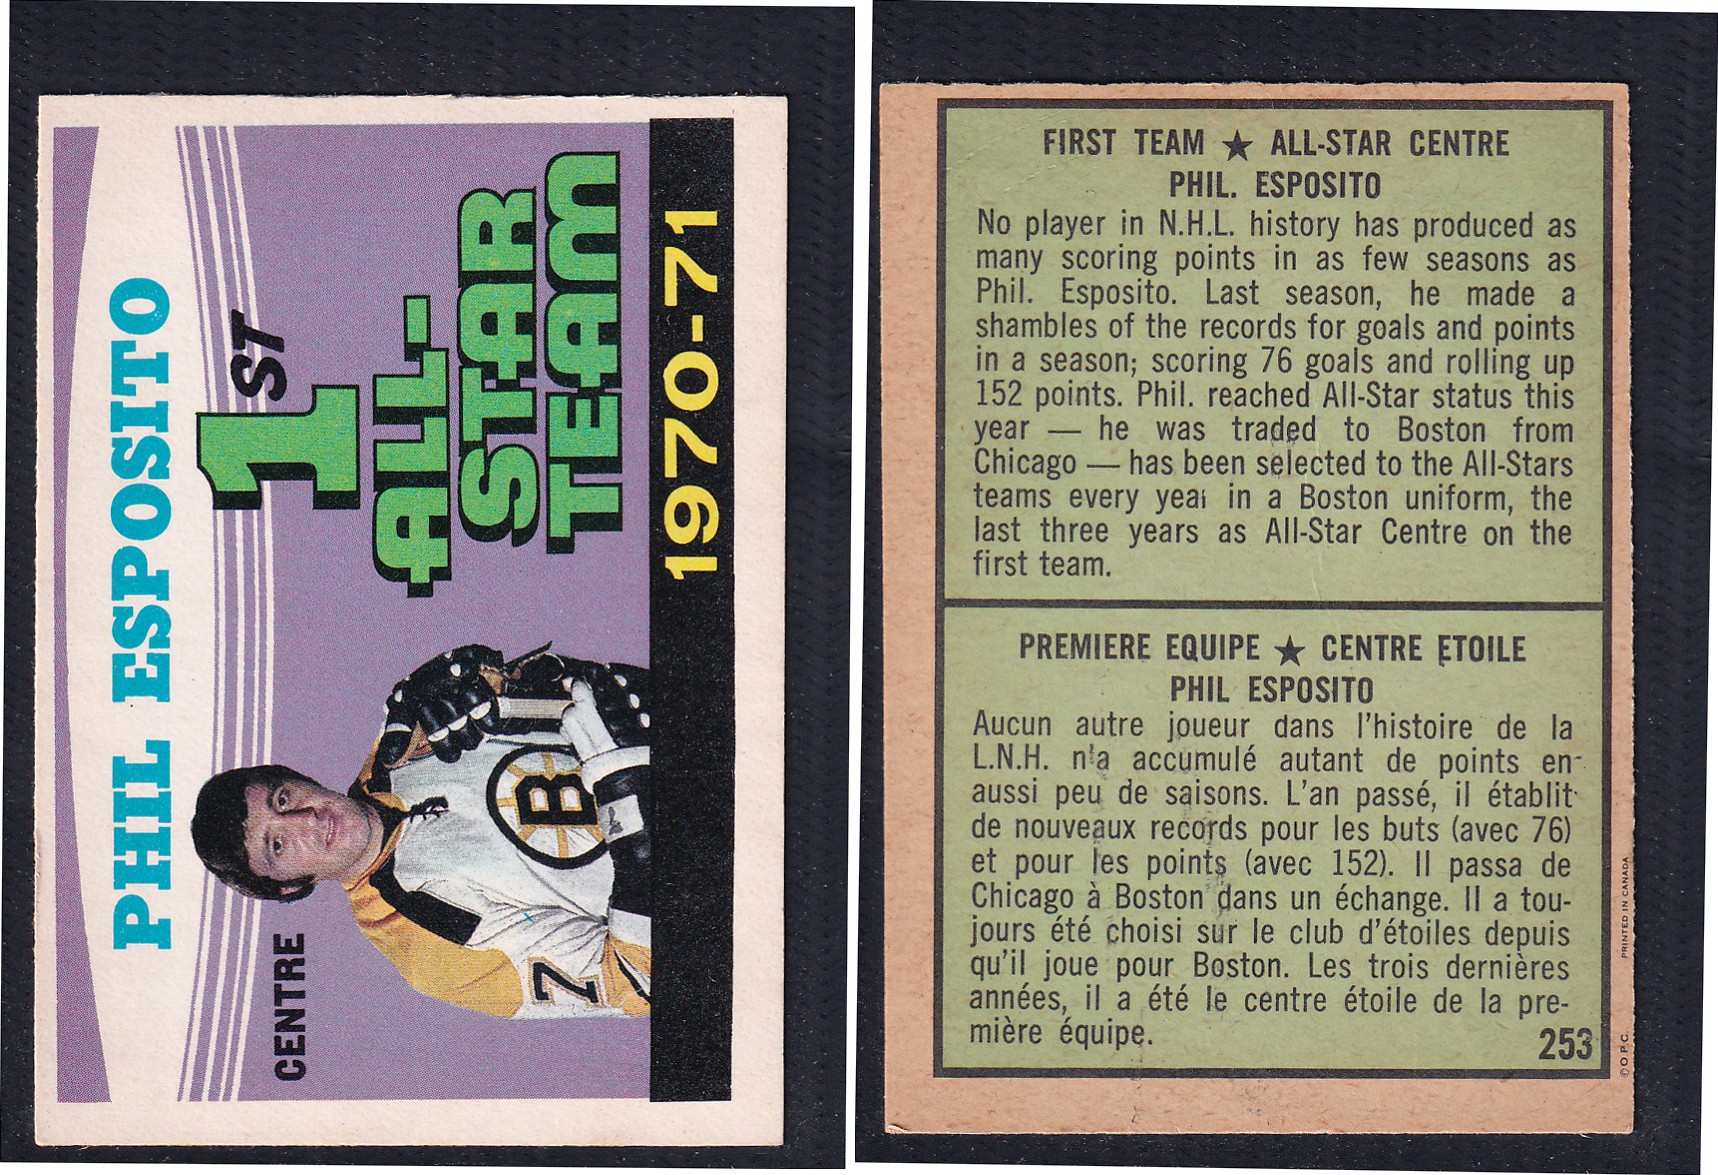 PHIL ESPOSITO
1ST
ALL-
STAR
TEAM
1970-71
CENTRE
B
7
FIRST TEAM ★ ALL-STAR CENTRE
PHIL. ESPOSITO
No player in N.H.L. history has produced as
many scoring points in as few seasons as
Phil. Esposito. Last season, he made a
shambles of the records for goals and points
in a season; scoring 76 goals and rolling up
152 points. Phil. reached All-Star status this
year — he was traded to Boston from
Chicago — has been selected to the All-Stars
teams every year in a Boston uniform, the
last three years as All-Star Centre on the
first team.
PREMIERE EQUIPE ★ CENTRE ETOILE
PHIL ESPOSITO
Aucun autre joueur dans l'histoire de la
L.N.H. n'a accumulé autant de points en
aussi peu de saisons. L'an passé, il établit
de nouveaux records pour les buts (avec 76)
et pour les points (avec 152). Il passa de
Chicago à Boston dans un échange. Il a tou-
jours été choisi sur le club d'étoiles depuis
qu'il joue pour Boston. Les trois dernières
années, il a été le centre étoile de la pre-
mière équipe.
253
© O.P.C. PRINTED IN CANADA